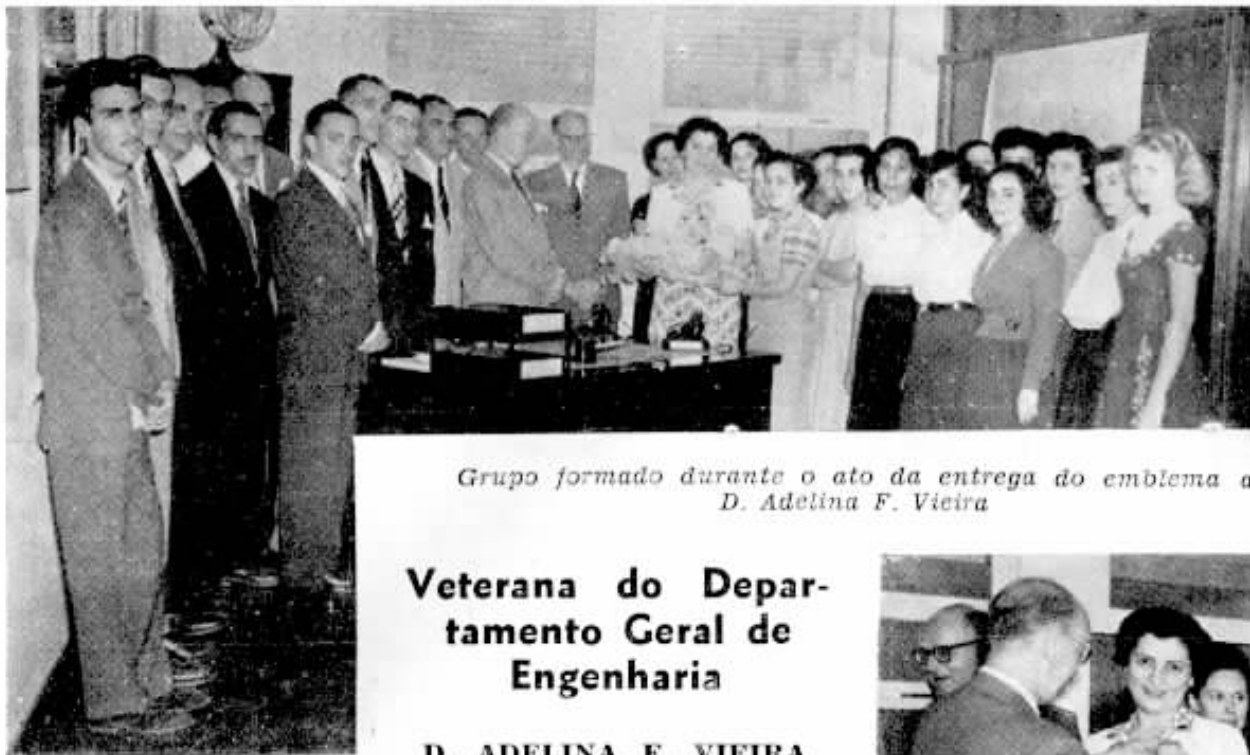 Grupo formado durante o ato da entrega do emblema a
D. Adelina F. Vieira
Veterana do Depar-
tamento Geral de
Engenharia
D. ADELINA F. VIEIRA